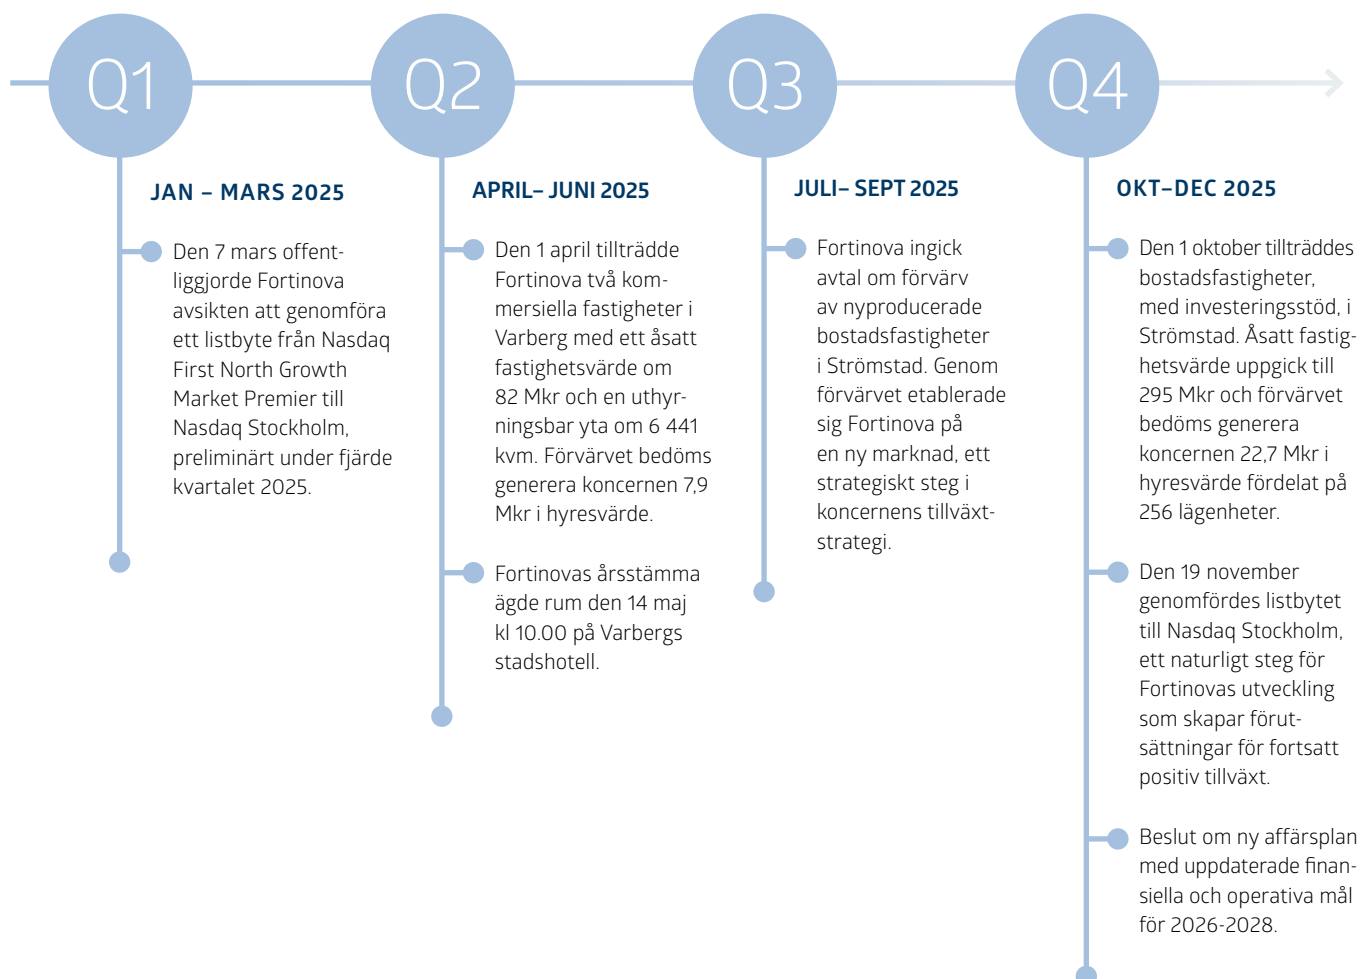 Q1
JAN – MARS 2025
Den 7 mars offent-
liggjorde Fortinova
avsikten att genomföra
ett listbyte från Nasdaq
First North Growth
Market Premier till
Nasdaq Stockholm,
preliminärt under fjärde
kvartalet 2025.
Q2
APRIL– JUNI 2025
Den 1 april tillträdde
Fortinova två kom-
mersiella fastigheter i
Varberg med ett åsatt
fastighetsvärde om
82 Mkr och en uthyr-
ningsbar yta om 6 441
kvm. Förvärvet bedöms
generera koncernen 7,9
Mkr i hyresvärde.
Fortinovas årsstämma
ägde rum den 14 maj
kl 10.00 på Varbergs
stadshotell.
Q3
JULI– SEPT 2025
Fortinova ingick
avtal om förvärv
av nyproducerade
bostadsfastigheter
i Strömstad. Genom
förvärvet etablerade
sig Fortinova på
en ny marknad, ett
strategiskt steg i
koncernens tillväxt-
strategi.
Q4
OKT–DEC 2025
Den 1 oktober tillträddes
bostadsfastigheter,
med investeringsstöd, i
Strömstad. Åsatt fastig-
hetsvärde uppgick till
295 Mkr och förvärvet
bedöms generera
koncernen 22,7 Mkr i
hyresvärde fördelat på
256 lägenheter.
Den 19 november
genomfördes listbytet
till Nasdaq Stockholm,
ett naturligt steg för
Fortinovas utveckling
som skapar förut-
sättningar för fortsatt
positiv tillväxt.
Beslut om ny affärsplan
med uppdaterade finan-
siella och operativa mål
för 2026-2028.